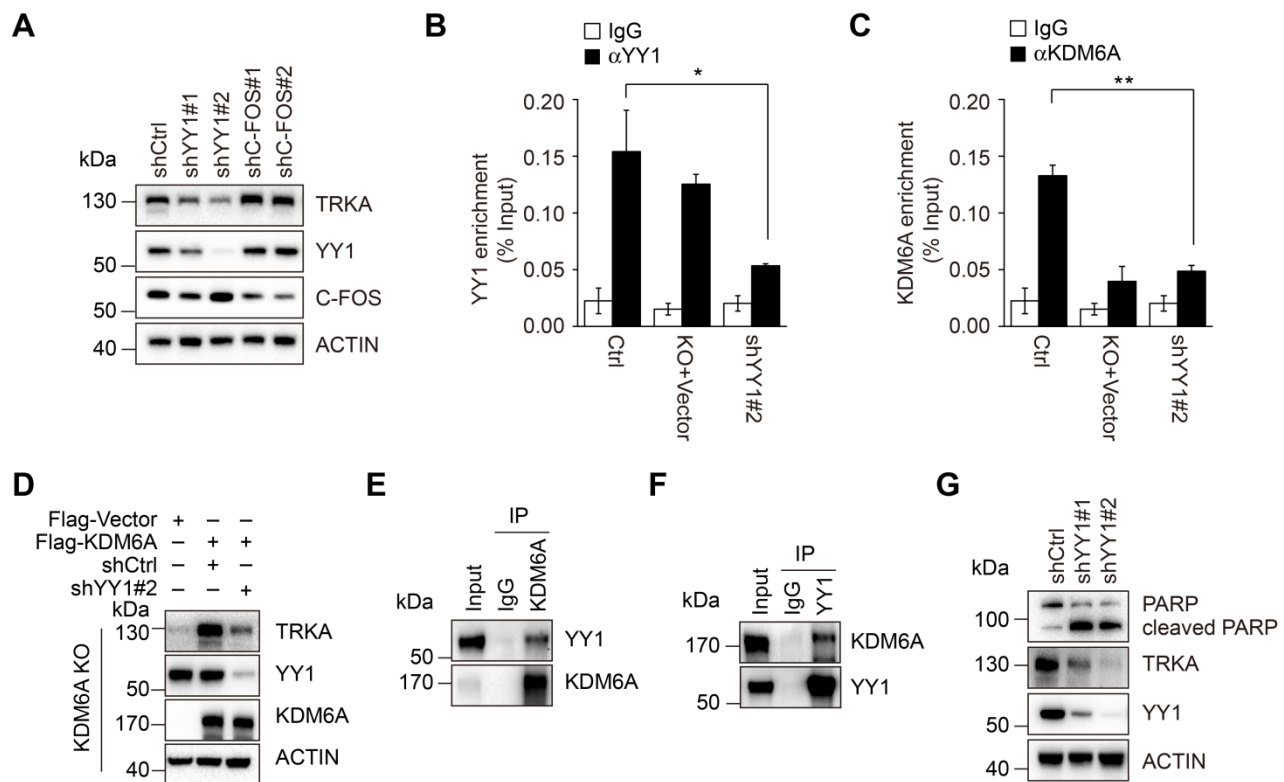 A
kDa
shCtrl
shYY1#1
shYY1#2
shC-FOS#1
shC-FOS#2
130
TRKA
YY1
50
C-FOS
50
ACTIN
40
B
IgG
αYY1
*
YY1 enrichment
(% Input)
0.20
0.15
0.10
0.05
0.00
Ctrl
KO+Vector
shYY1#2
C
IgG
αKDM6A
**
KDM6A enrichment
(% Input)
0.20
0.15
0.10
0.05
0.00
Ctrl
KO+Vector
shYY1#2
D
Flag-Vector + – –
Flag-KDM6A – + +
shCtrl – + –
shYY1#2 – – +
kDa
KDM6A KO
130
TRKA
YY1
50
170
KDM6A
ACTIN
40
E
IP
kDa
Input
IgG
KDM6A
YY1
50
170
KDM6A
F
IP
kDa
Input
IgG
YY1
170
KDM6A
YY1
50
G
kDa
shCtrl
shYY1#1
shYY1#2
PARP
100
cleaved PARP
130
TRKA
YY1
50
ACTIN
40